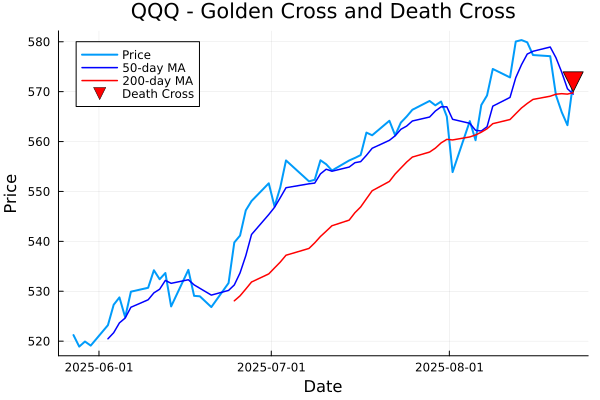 QQQ - Golden Cross and Death Cross
Price
50-day MA
200-day MA
Death Cross
580
570
560
550
540
530
520
Price
2025-06-01
2025-07-01
2025-08-01
Date